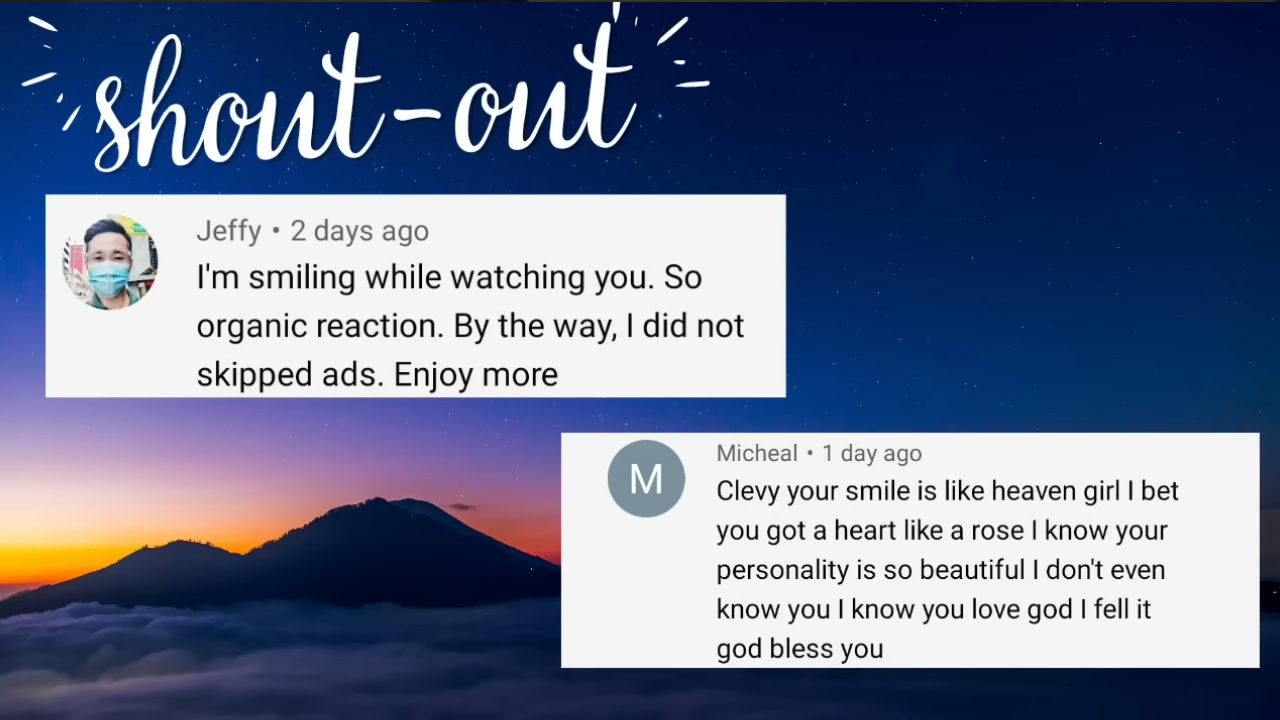 shout-out
Jeffy • 2 days ago
I'm smiling while watching you. So
organic reaction. By the way, I did not
skipped ads. Enjoy more
M
Micheal • 1 day ago
Clevy your smile is like heaven girl I bet
you got a heart like a rose I know your
personality is so beautiful I don't even
know you I know you love god I fell it
god bless you